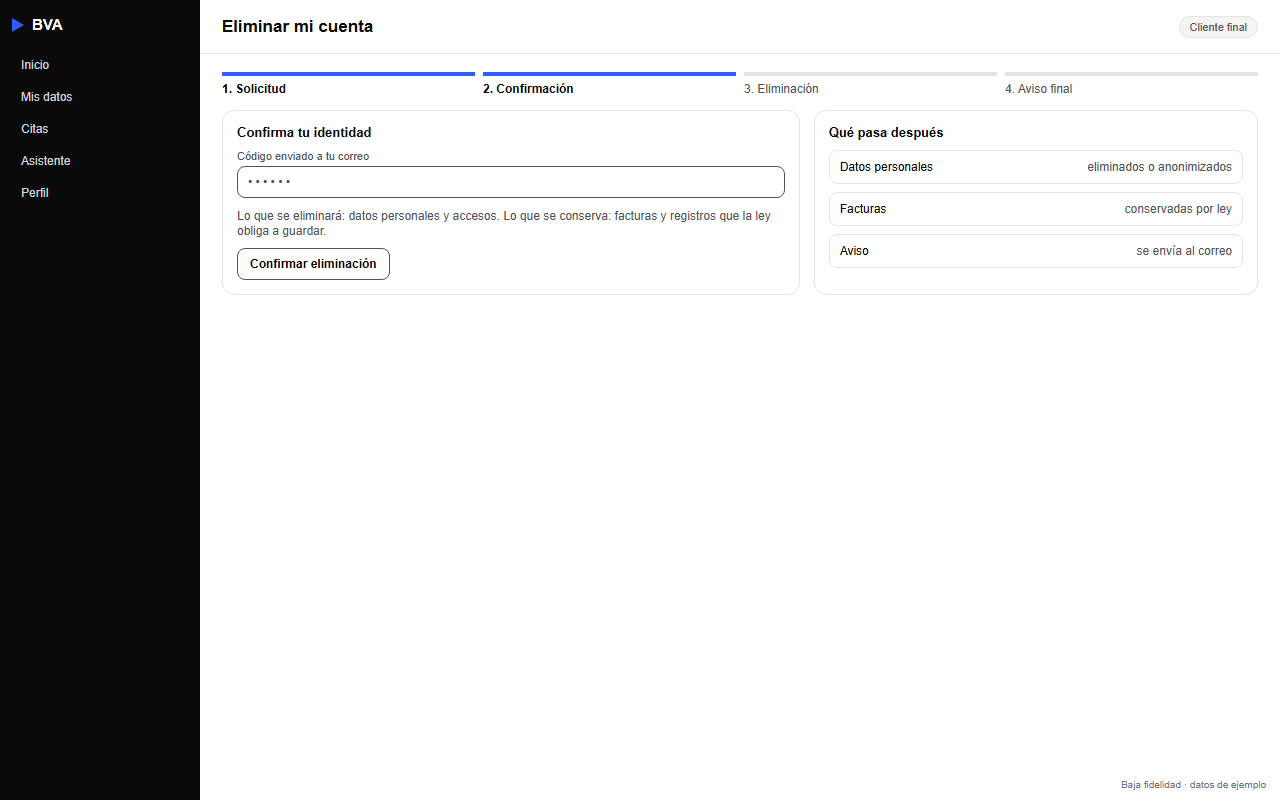 BVA
Inicio
Mis datos
Citas
Asistente
Perfil
Eliminar mi cuenta
Cliente final
1. Solicitud
2. Confirmación
3. Eliminación
4. Aviso final
Confirma tu identidad
Código enviado a tu correo
• • • • • •
Lo que se eliminará: datos personales y accesos. Lo que se conserva: facturas y registros que la ley
obliga a guardar.
Confirmar eliminación
Qué pasa después
Datos personales eliminados o anonimizados
Facturas conservadas por ley
Aviso se envía al correo
Baja fidelidad · datos de ejemplo